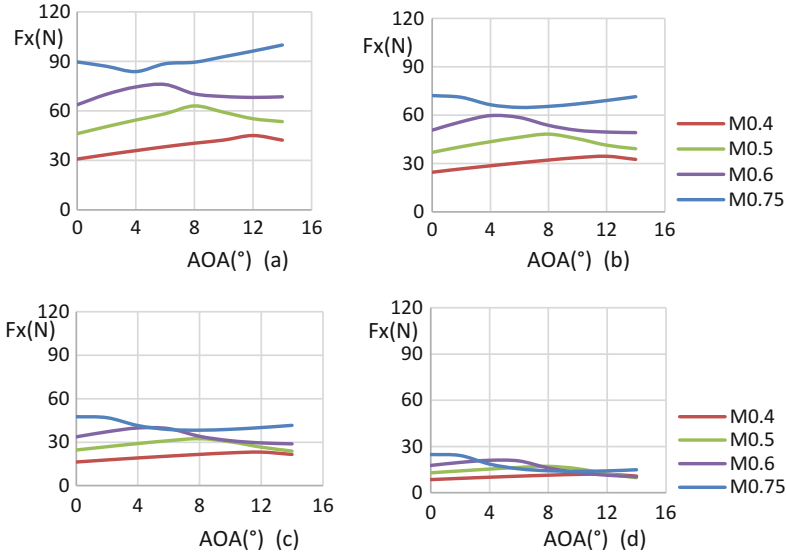 120
Fx(N)
90
60
30
0
0 4 8 12 16
AOA(°) (a)
120
Fx(N)
90
60
30
0
0 4 8 12 16
AOA(°) (b)
M0.4
M0.5
M0.6
M0.75
120
Fx(N)
90
60
30
0
0 4 8 12 16
AOA(°) (c)
120
Fx(N)
90
60
30
0
0 4 8 12 16
AOA(°) (d)
M0.4
M0.5
M0.6
M0.75